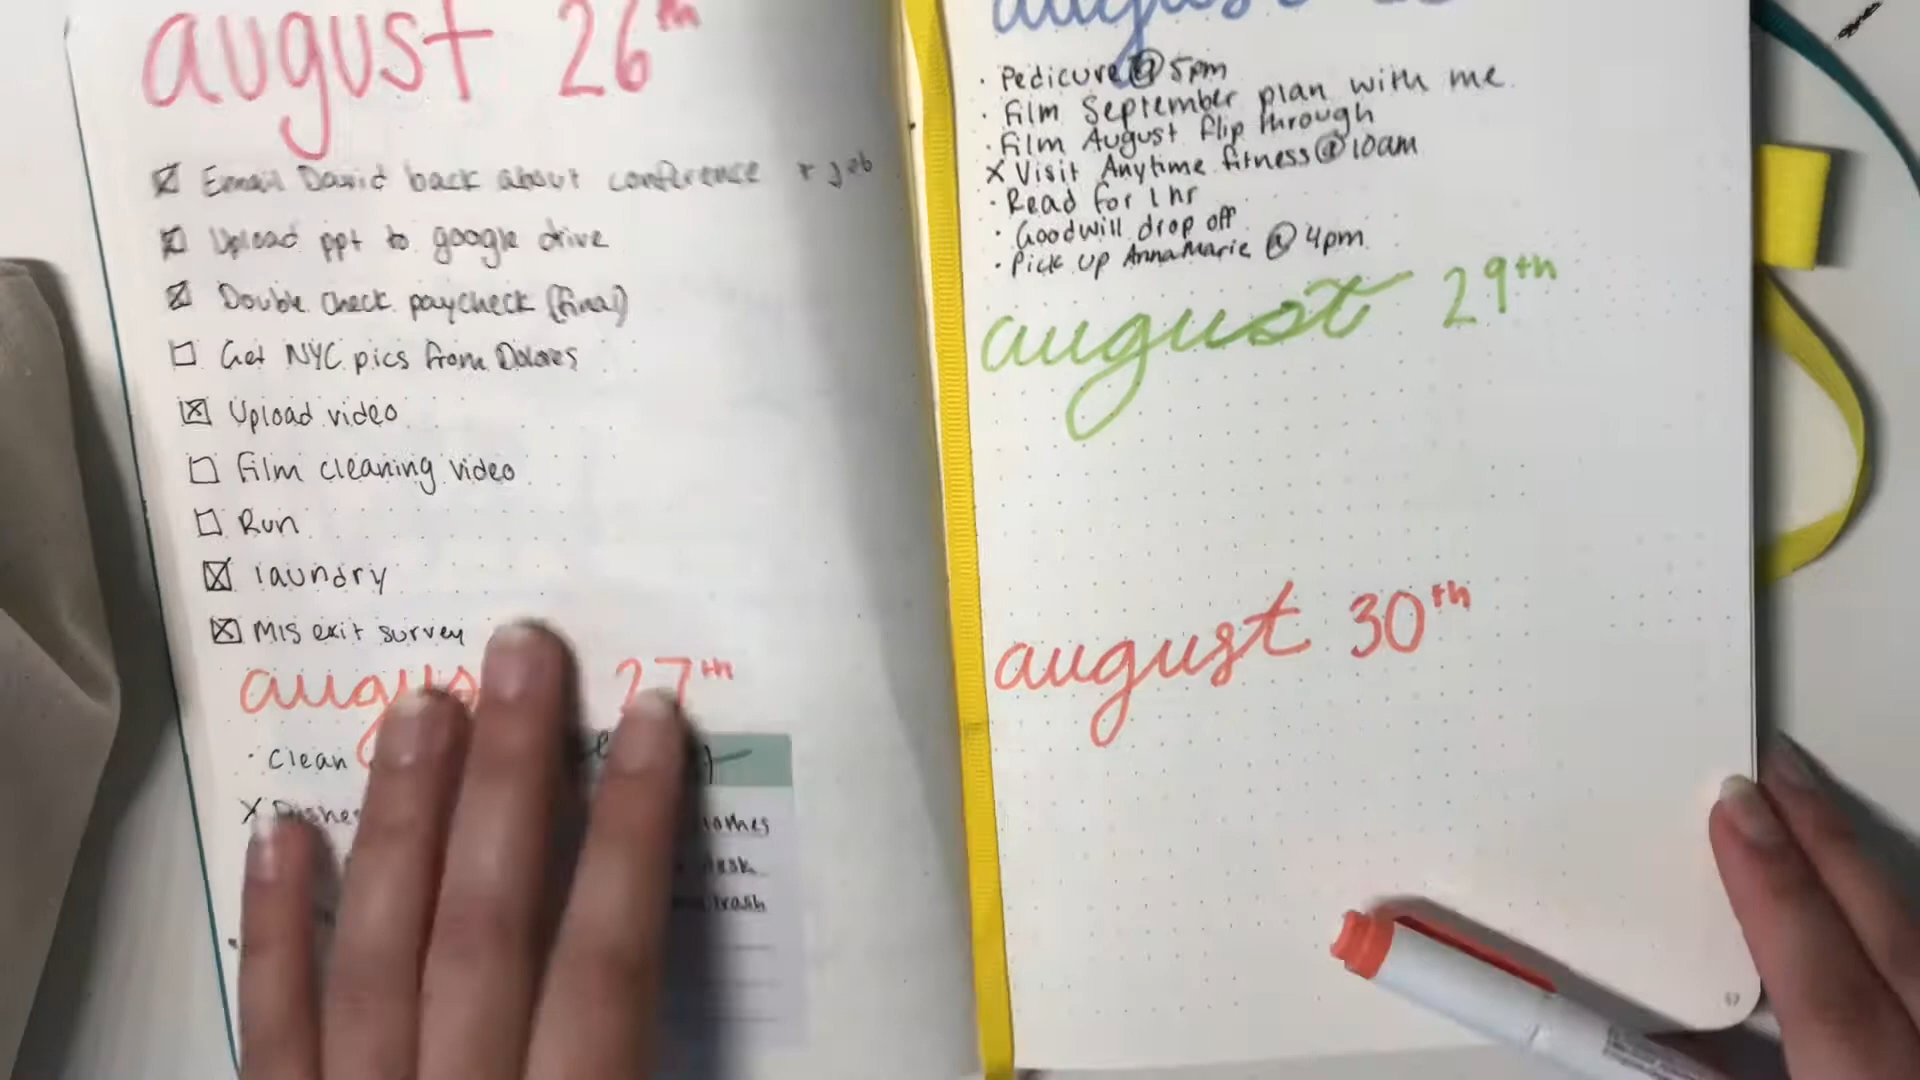 august 26th
Email David back about conference + job
Upload ppt to google drive
Double check paycheck (final)
Get NYC pics from Dolores
Upload video
Film cleaning video
Run
laundry
MIS exit survey
27th
Clean
august
Pedicure @ 5pm
Film September plan with me
Film August flip through
X Visit Anytime fitness @ 10am
Read for 1 hr
Goodwill drop off
Pick up AnnaMarie @ 4pm
august 29th
august 30th
57